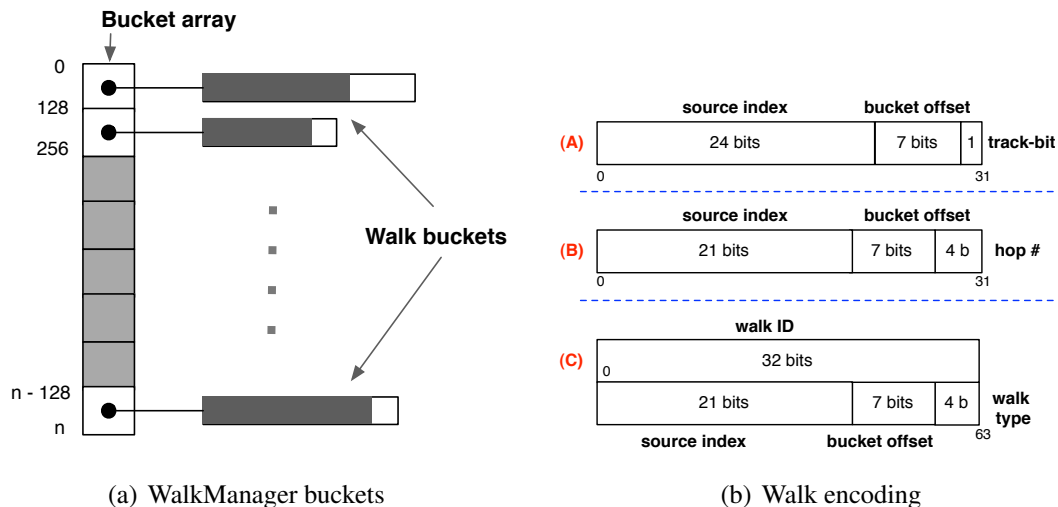 Bucket array
0
128
256
Walk buckets
n - 128
n
(a) WalkManager buckets
source index bucket offset
(A) 24 bits 7 bits 1 track-bit
0 31
source index bucket offset
(B) 21 bits 7 bits 4 b hop #
0 31
walk ID
(C) 0 32 bits
21 bits 7 bits 4 b walk type
63
source index bucket offset
(b) Walk encoding